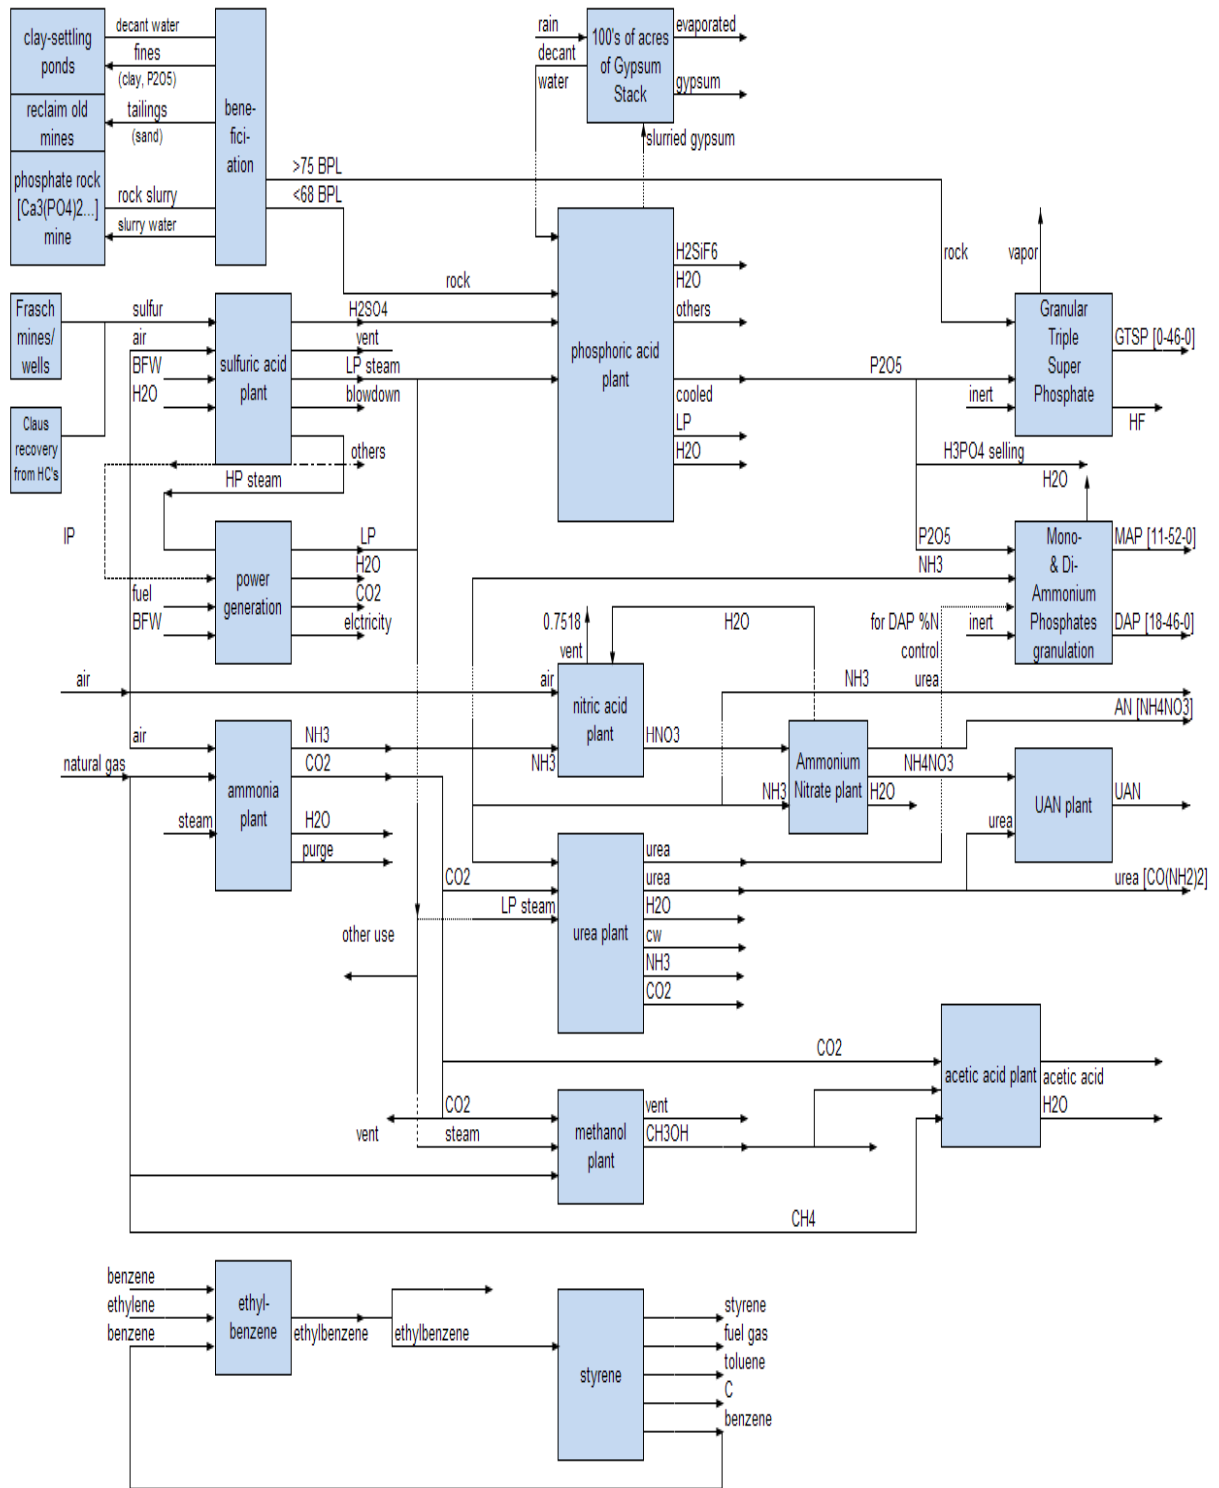 clay-settling
ponds
decant water
fines
(clay, P2O5)
reclaim old
mines
tailings
(sand)
phosphate rock
[Ca3(PO4)2...]
mine
rock slurry
slurry water
bene-
fici-
ation
>75 BPL
<68 BPL
rain
decant
water
100's of acres
of Gypsum
Stack
evaporated
gypsum
slurried gypsum
rock
rock
vapor
Frasch
mines/
wells
Claus
recovery
from HC's
sulfur
air
BFW
H2O
sulfuric acid
plant
H2SO4
vent
LP steam
blowdown
others
HP steam
phosphoric acid
plant
H2SiF6
H2O
others
cooled
LP
H2O
P2O5
inert
Granular
Triple
Super
Phosphate
GTSP [0-46-0]
HF
H3PO4 selling
H2O
IP
fuel
BFW
power
generation
LP
H2O
CO2
elctricity
P2O5
NH3
for DAP %N
control
inert
urea
Mono-
& Di-
Ammonium
Phosphates
granulation
MAP [11-52-0]
DAP [18-46-0]
0.7518
vent
H2O
air
air
nitric acid
plant
NH3
HNO3
NH3
AN [NH4NO3]
air
natural gas
steam
ammonia
plant
NH3
CO2
H2O
purge
NH3
Ammonium
Nitrate plant
NH4NO3
H2O
urea
UAN plant
UAN
CO2
LP steam
urea plant
urea
urea
H2O
cw
NH3
CO2
urea [CO(NH2)2]
other use
CO2
acetic acid plant
acetic acid
H2O
CO2
vent
steam
methanol
plant
vent
CH3OH
CH4
benzene
ethylene
benzene
ethyl-
benzene
ethylbenzene
ethylbenzene
styrene
styrene
fuel gas
toluene
C
benzene